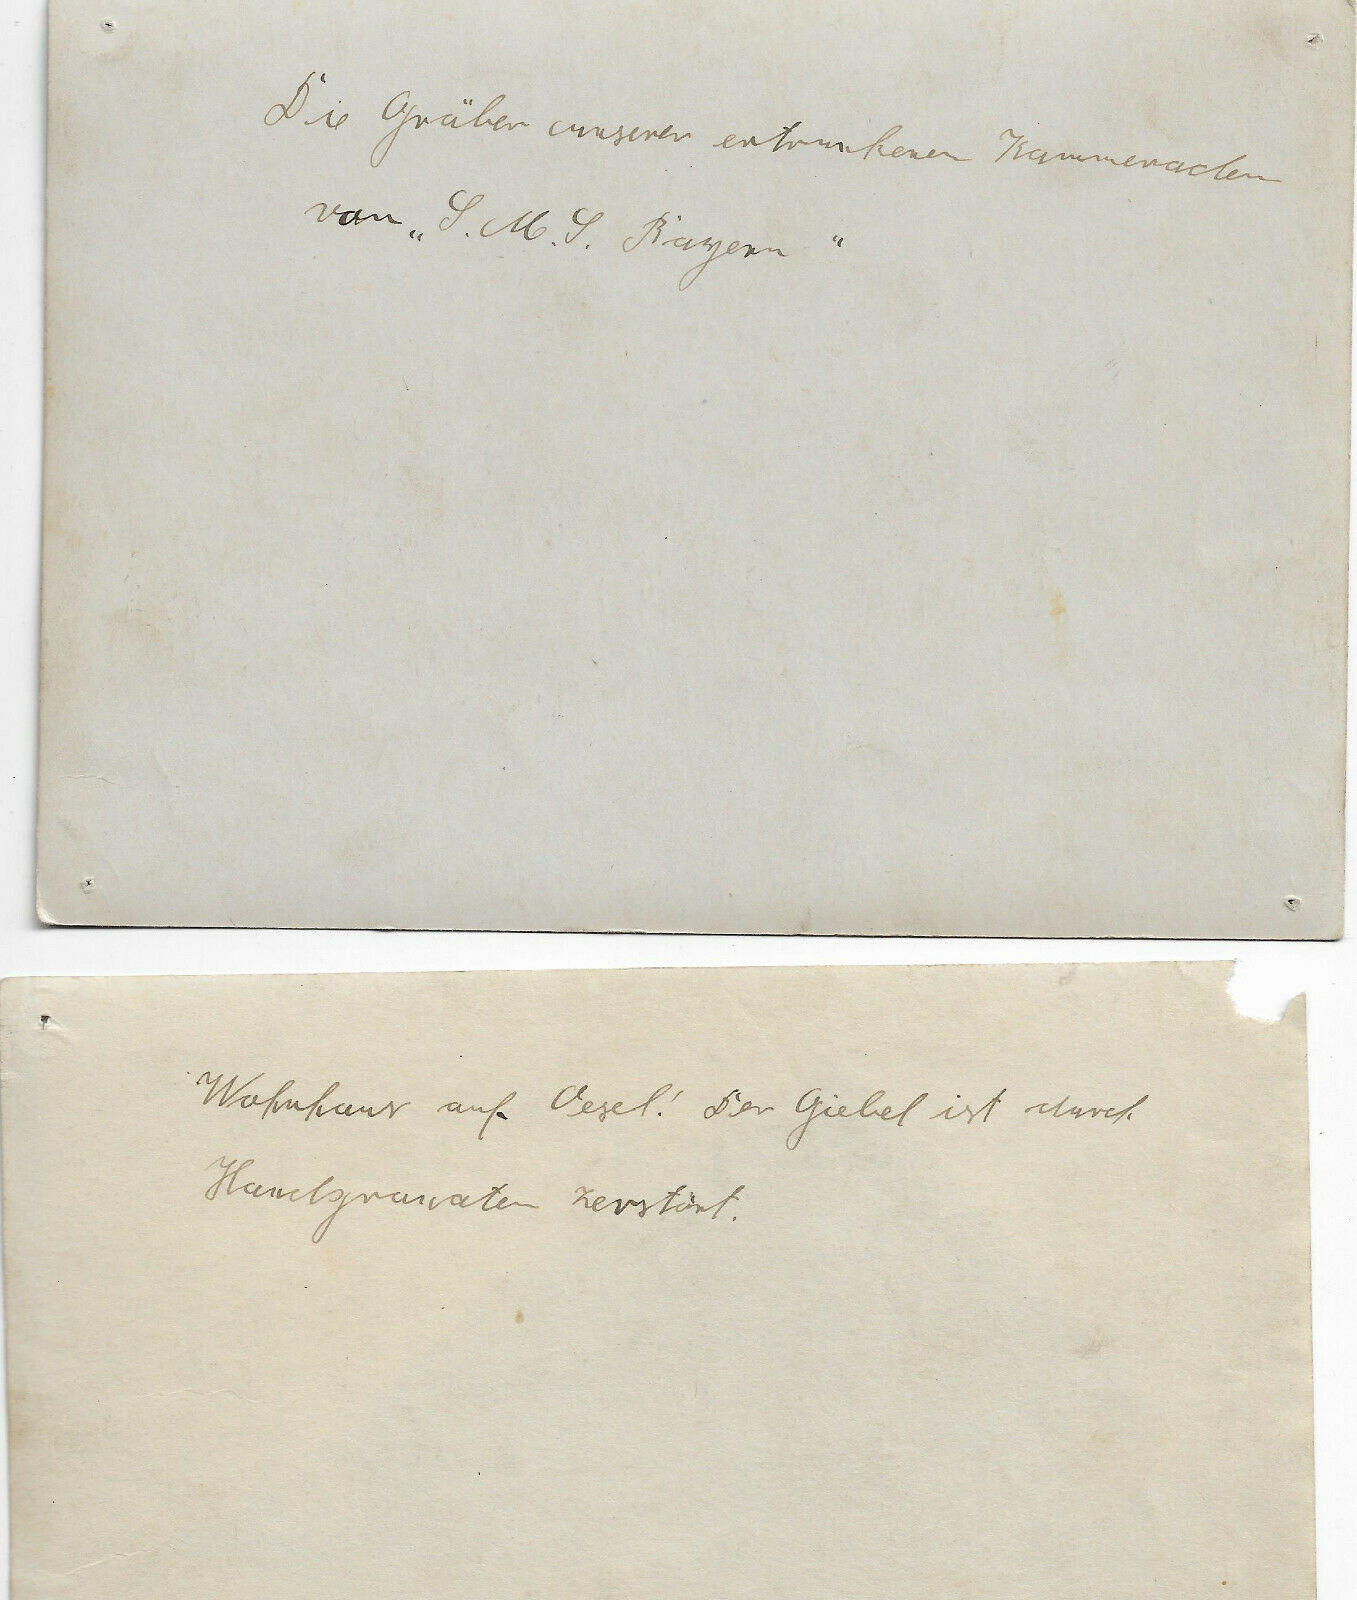 Die Gräber unserer ertrunkenen Kammeraden
von „S.M.S. Bayern“
Wohnhaus auf Oesel! Der Giebel ist durch
Handgranaten zerstört.